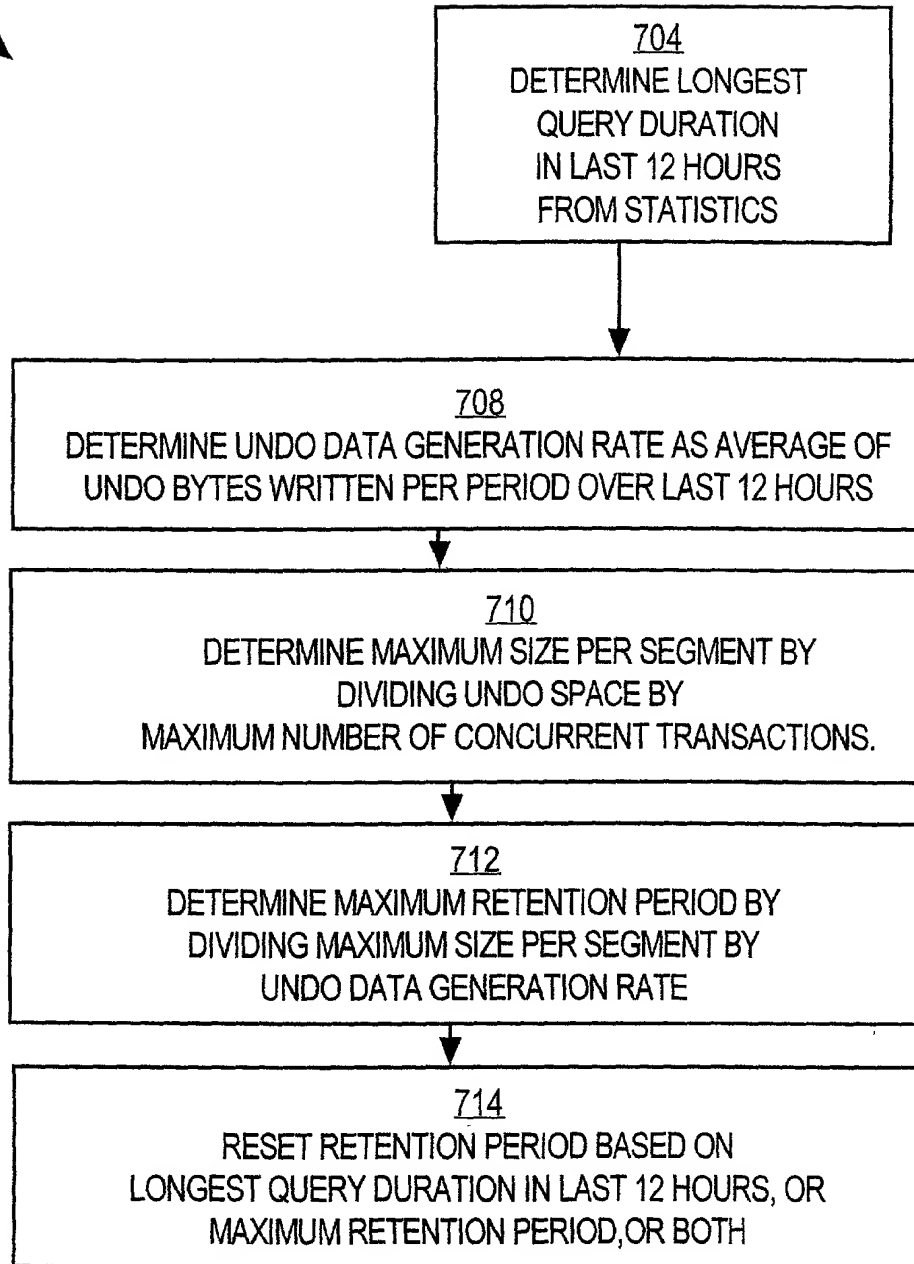 704
DETERMINE LONGEST
QUERY DURATION
IN LAST 12 HOURS
FROM STATISTICS
708
DETERMINE UNDO DATA GENERATION RATE AS AVERAGE OF
UNDO BYTES WRITTEN PER PERIOD OVER LAST 12 HOURS
710
DETERMINE MAXIMUM SIZE PER SEGMENT BY
DIVIDING UNDO SPACE BY
MAXIMUM NUMBER OF CONCURRENT TRANSACTIONS.
712
DETERMINE MAXIMUM RETENTION PERIOD BY
DIVIDING MAXIMUM SIZE PER SEGMENT BY
UNDO DATA GENERATION RATE
714
RESET RETENTION PERIOD BASED ON
LONGEST QUERY DURATION IN LAST 12 HOURS, OR
MAXIMUM RETENTION PERIOD,OR BOTH